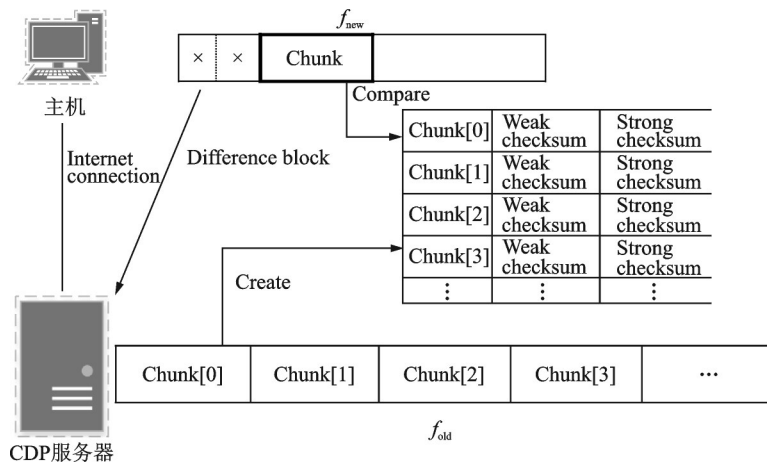 f_new
× × Chunk
主机
Compare
Internet
connection
Difference block
Chunk[0] Weak checksum Strong checksum
Chunk[1] Weak checksum Strong checksum
Chunk[2] Weak checksum Strong checksum
Chunk[3] Weak checksum Strong checksum
⋮ ⋮ ⋮
Create
Chunk[0] Chunk[1] Chunk[2] Chunk[3] ···
f_old
CDP服务器